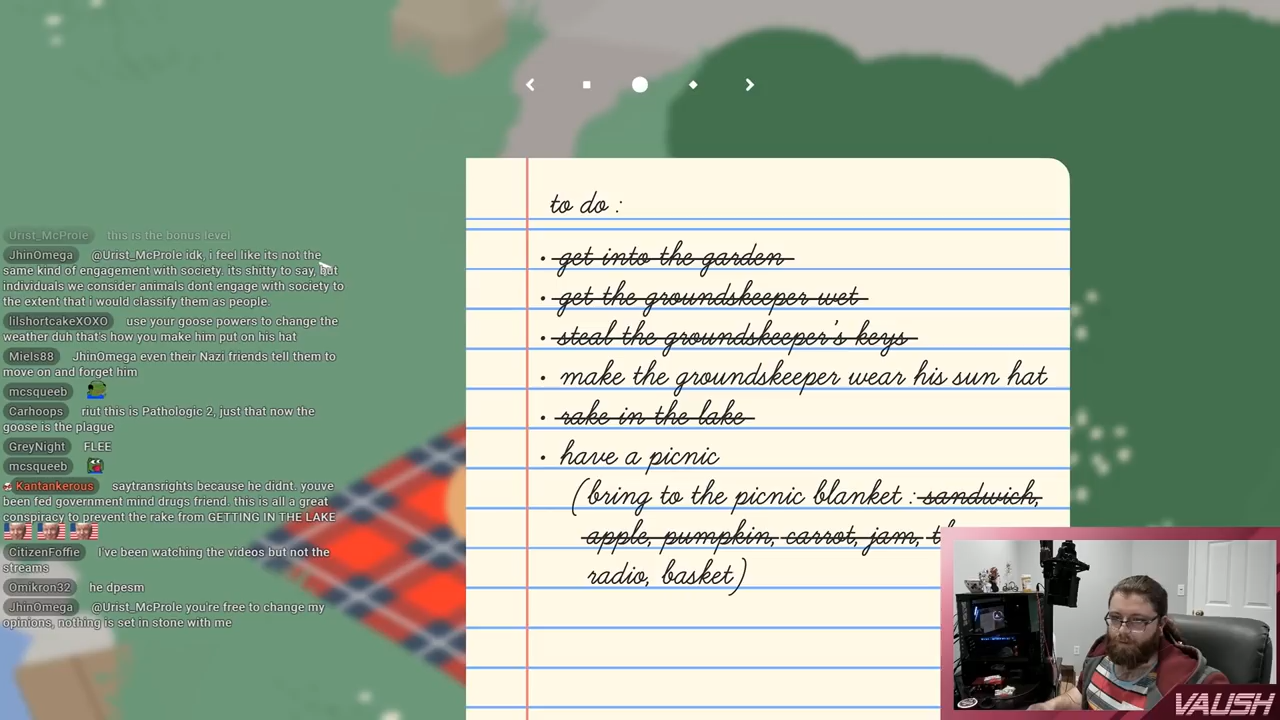 Urist_McProle this is the bonus level.
JhinOmega @Urist_McProle idk, i feel like its not the
same kind of engagement with society. its shitty to say, but
individuals we consider animals dont engage with society to
the extent that i would classify them as people.
lilshortcakeXOXO use your goose powers to change the
weather duh that's how you make him put on his hat
Miels88 JhinOmega even their Nazi friends tell them to
move on and forget him
mcsqueeb
Carhoops riut this is Pathologic 2, just that now the
goose is the plague
GreyNight FLEE
mcsqueeb
Kantankerous saytransrights because he didnt. youve
been fed government mind drugs friend. this is all a great
conspiracy to prevent the rake from GETTING IN THE LAKE
CitizenFoffie I've been watching the videos but not the
streams
Omikron32 he dpesm
JhinOmega @Urist_McProle you're free to change my
opinions, nothing is set in stone with me
to do :
• get into the garden
• get the groundskeeper wet
• steal the groundskeeper's keys
• make the groundskeeper wear his sun hat
• rake in the lake
• have a picnic
(bring to the picnic blanket : sandwich,
apple, pumpkin, carrot, jam,
radio, basket)
VAUSH